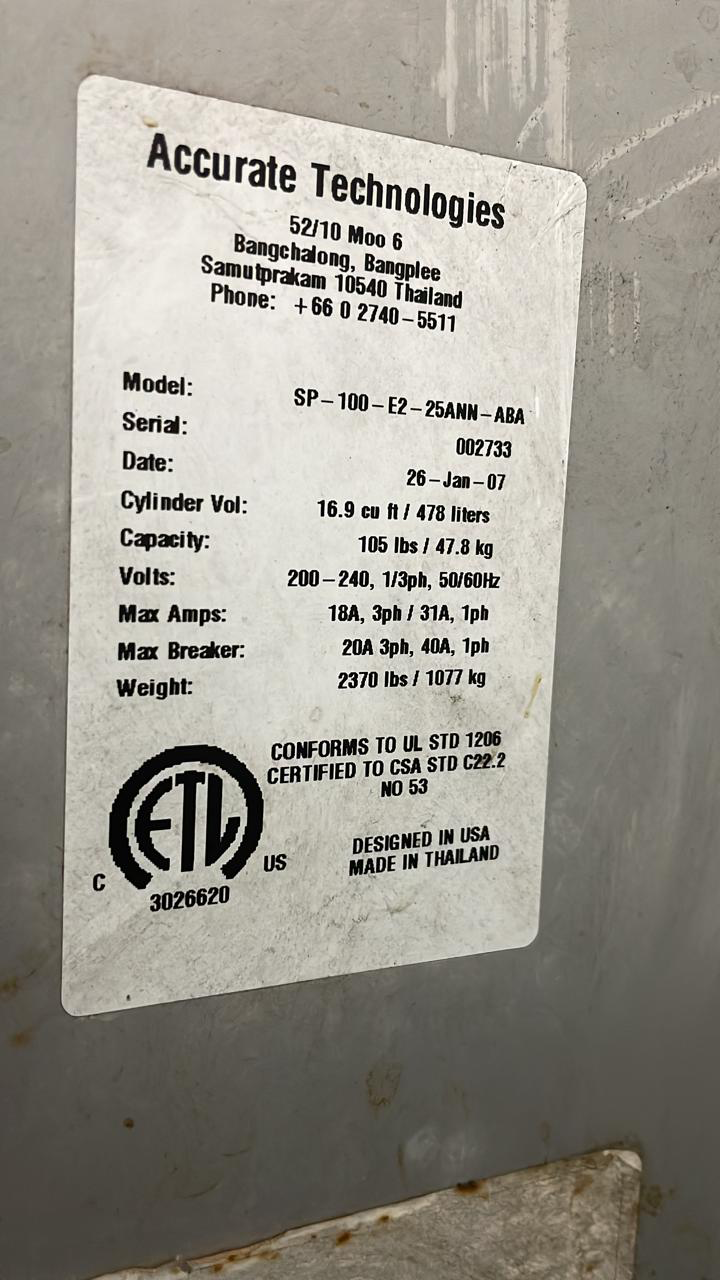 Accurate Technologies
52/10 Moo 6
Bangchalong, Bangplee
Samutprakam 10540 Thailand
Phone: +66 0 2740-5511
Model: SP-100-E2-25ANN-ABA
Serial: 002733
Date: 26-Jan-07
Cylinder Vol: 16.9 cu ft / 478 liters
Capacity: 105 lbs / 47.8 kg
Volts: 200-240, 1/3ph, 50/60Hz
Max Amps: 18A, 3ph / 31A, 1ph
Max Breaker: 20A 3ph, 40A, 1ph
Weight: 2370 lbs / 1077 kg
CONFORMS TO UL STD 1206
CERTIFIED TO CSA STD C22.2
NO 53
ETL
C US
3026620
DESIGNED IN USA
MADE IN THAILAND